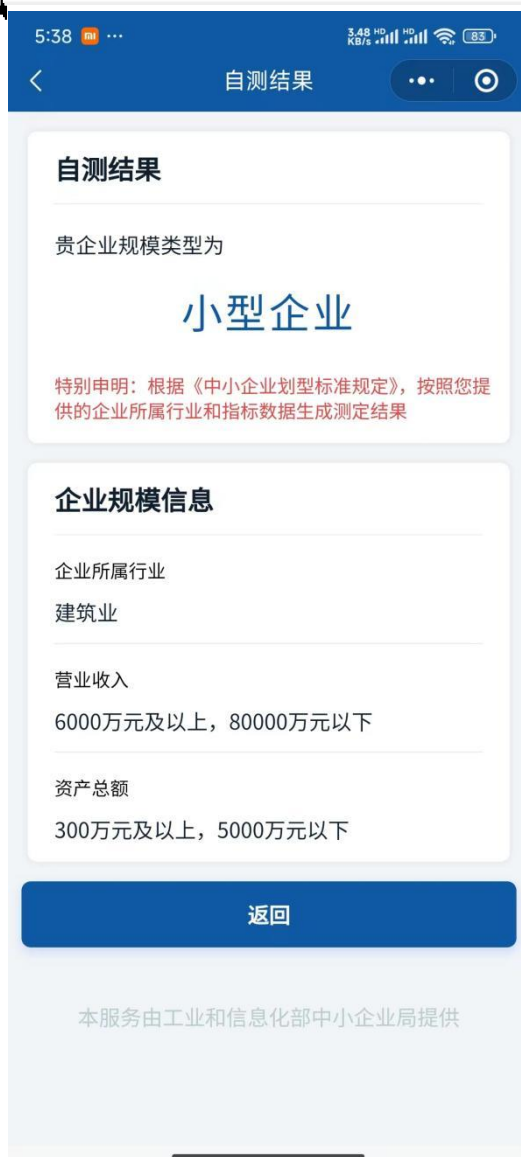 5:38 mi ···
3.48 KB/s HD HD 83
自测结果
自测结果
贵企业规模类型为
小型企业
特别申明：根据《中小企业划型标准规定》，按照您提
供的企业所属行业和指标数据生成测定结果
企业规模信息
企业所属行业
建筑业
营业收入
6000万元及以上，80000万元以下
资产总额
300万元及以上，5000万元以下
返回
本服务由工业和信息化部中小企业局提供